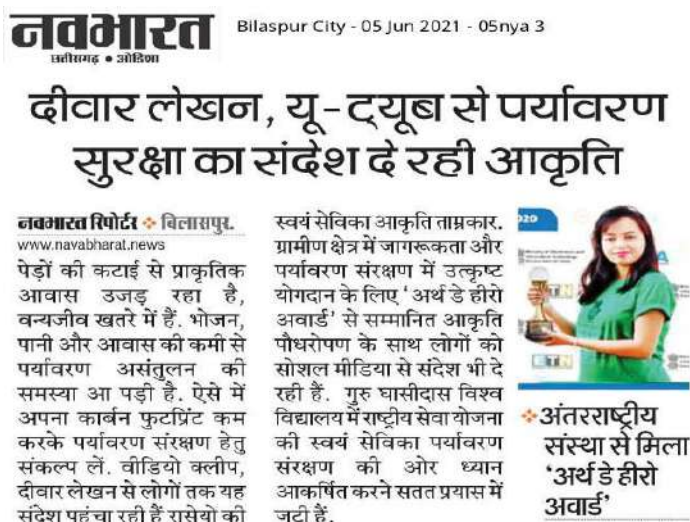 नवभारत
छत्तीसगढ़ • ओडिशा
Bilaspur City - 05 Jun 2021 - 05nya 3
दीवार लेखन, यू-ट्यूब से पर्यावरण
सुरक्षा का संदेश दे रही आकृति
नवभारत रिपोर्टर ❖ बिलासपुर.
www.navabharat.news
पेड़ों की कटाई से प्राकृतिक
आवास उजड़ रहा है,
वन्यजीव खतरे में हैं. भोजन,
पानी और आवास की कमी से
पर्यावरण असंतुलन की
समस्या आ पड़ी है. ऐसे में
अपना कार्बन फुटप्रिंट कम
करके पर्यावरण संरक्षण हेतु
संकल्प लें. वीडियो क्लीप,
दीवार लेखन से लोगों तक यह
संदेश पहुंचा रही हैं रासेयो की
स्वयं सेविका आकृति ताम्रकार.
ग्रामीण क्षेत्र में जागरूकता और
पर्यावरण संरक्षण में उत्कृष्ट
योगदान के लिए 'अर्थ डे हीरो
अवार्ड' से सम्मानित आकृति
पौधरोपण के साथ लोगों को
सोशल मीडिया से संदेश भी दे
रही हैं. गुरु घासीदास विश्व
विद्यालय में राष्ट्रीय सेवा योजना
की स्वयं सेविका पर्यावरण
संरक्षण की ओर ध्यान
आकर्षित करने सतत प्रयास में
जुटी हैं.
2020
❖अंतरराष्ट्रीय
संस्था से मिला
'अर्थ डे हीरो
अवार्ड'